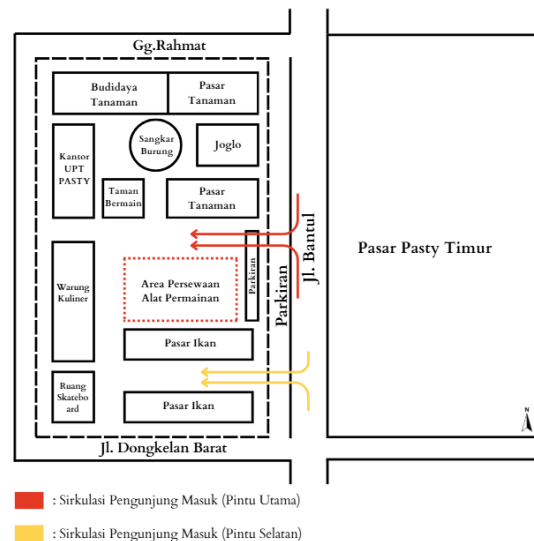 Gg.Rahmat
Budidaya
Tanaman
Pasar
Tanaman
Kantor
UPT
PASTY
Sangkar
Burung
Joglo
Taman
Bermain
Pasar
Tanaman
Warung
Kuliner
Area Persewaan
Alat Permainan
Parkiran
Parkiran
Jl. Bantul
Pasar Pasty Timur
Pasar Ikan
Ruang
Skatebo
ard
Pasar Ikan
N
Jl. Dongkelan Barat
: Sirkulasi Pengunjung Masuk (Pintu Utama)
: Sirkulasi Pengunjung Masuk (Pintu Selatan)